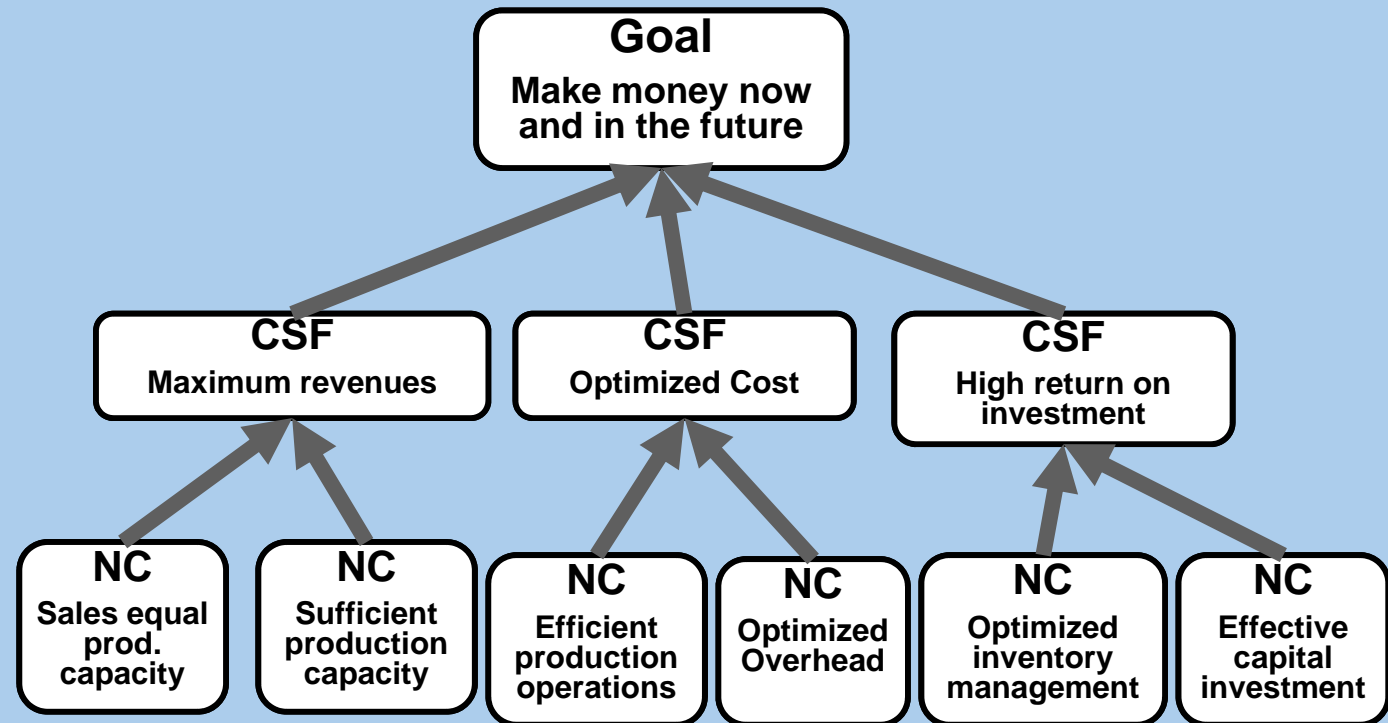 Goal
Make money now
and in the future
CSF
Maximum revenues
CSF
Optimized Cost
CSF
High return on
investment
NC
Sales equal
prod.
capacity
NC
Sufficient
production
capacity
NC
Efficient
production
operations
NC
Optimized
Overhead
NC
Optimized
inventory
management
NC
Effective
capital
investment